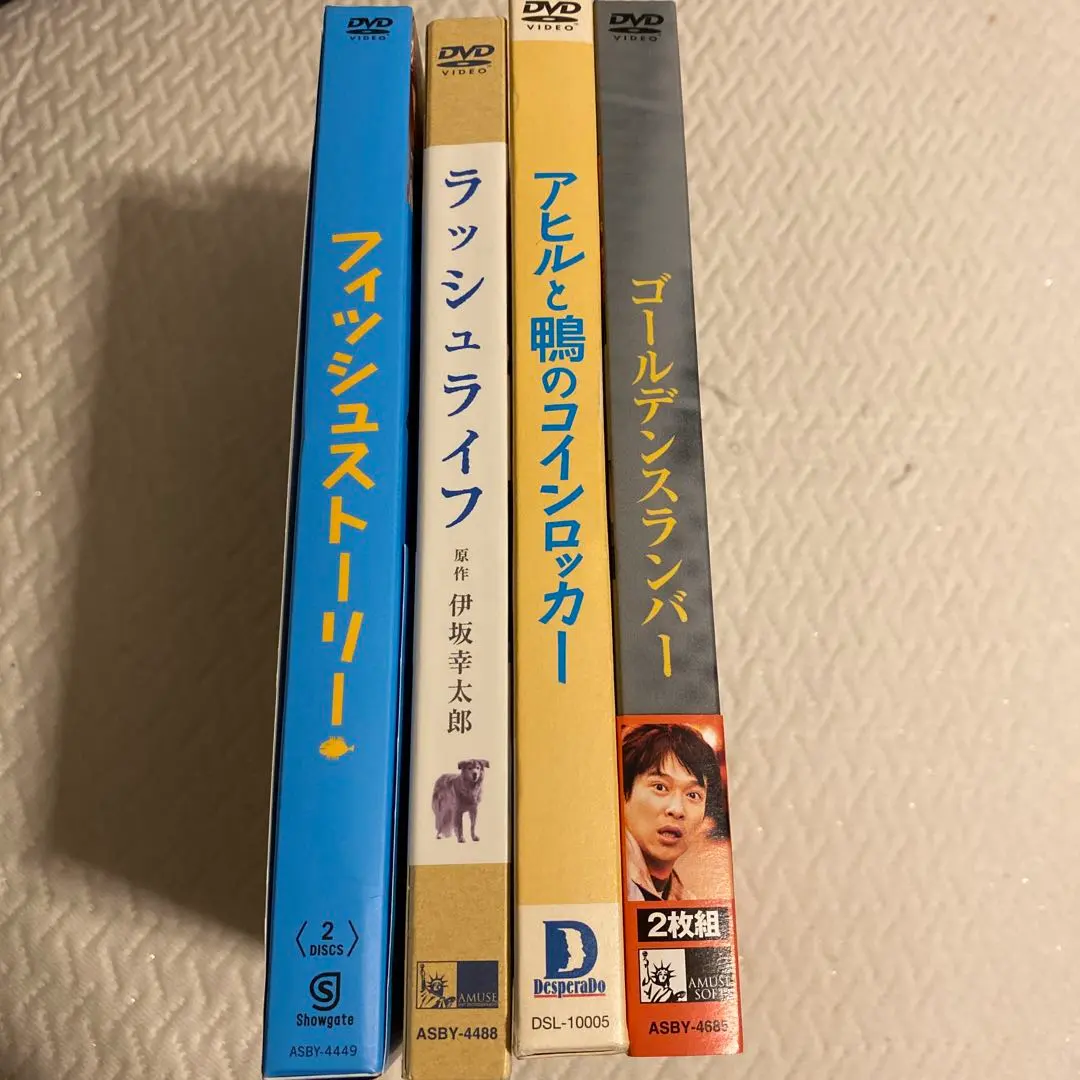 DVD
VIDEO
フィッシュストーリー
2
DISCS
Showgate
ASBY-4449
DVD
VIDEO
ラッシュライフ
原作
伊坂幸太郎
AMUSE
ASBY-4488
DVD
VIDEO
アヒルと鴨のコインロッカー
D
DesperaDo
DSL-10005
DVD
VIDEO
ゴールデンスランバー
2枚組
AMUSE
SOFT
ASBY-4685